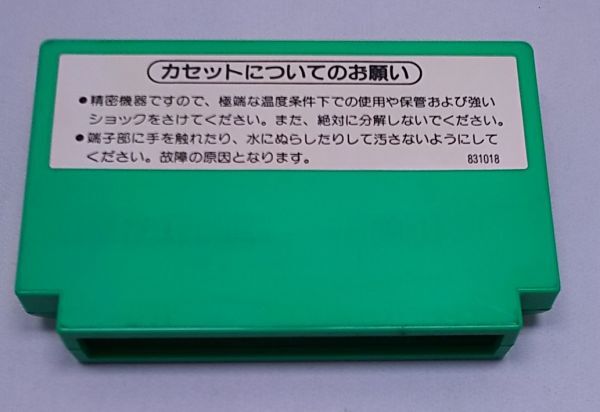 カセットについてのお願い
●精密機器ですので、極端な温度条件下での使用や保管および強い
ショックをさけてください。また、絶対に分解しないでください。
●端子部に手を触れたり、水にぬらしたりして汚さないようにして
ください。故障の原因となります。
831018